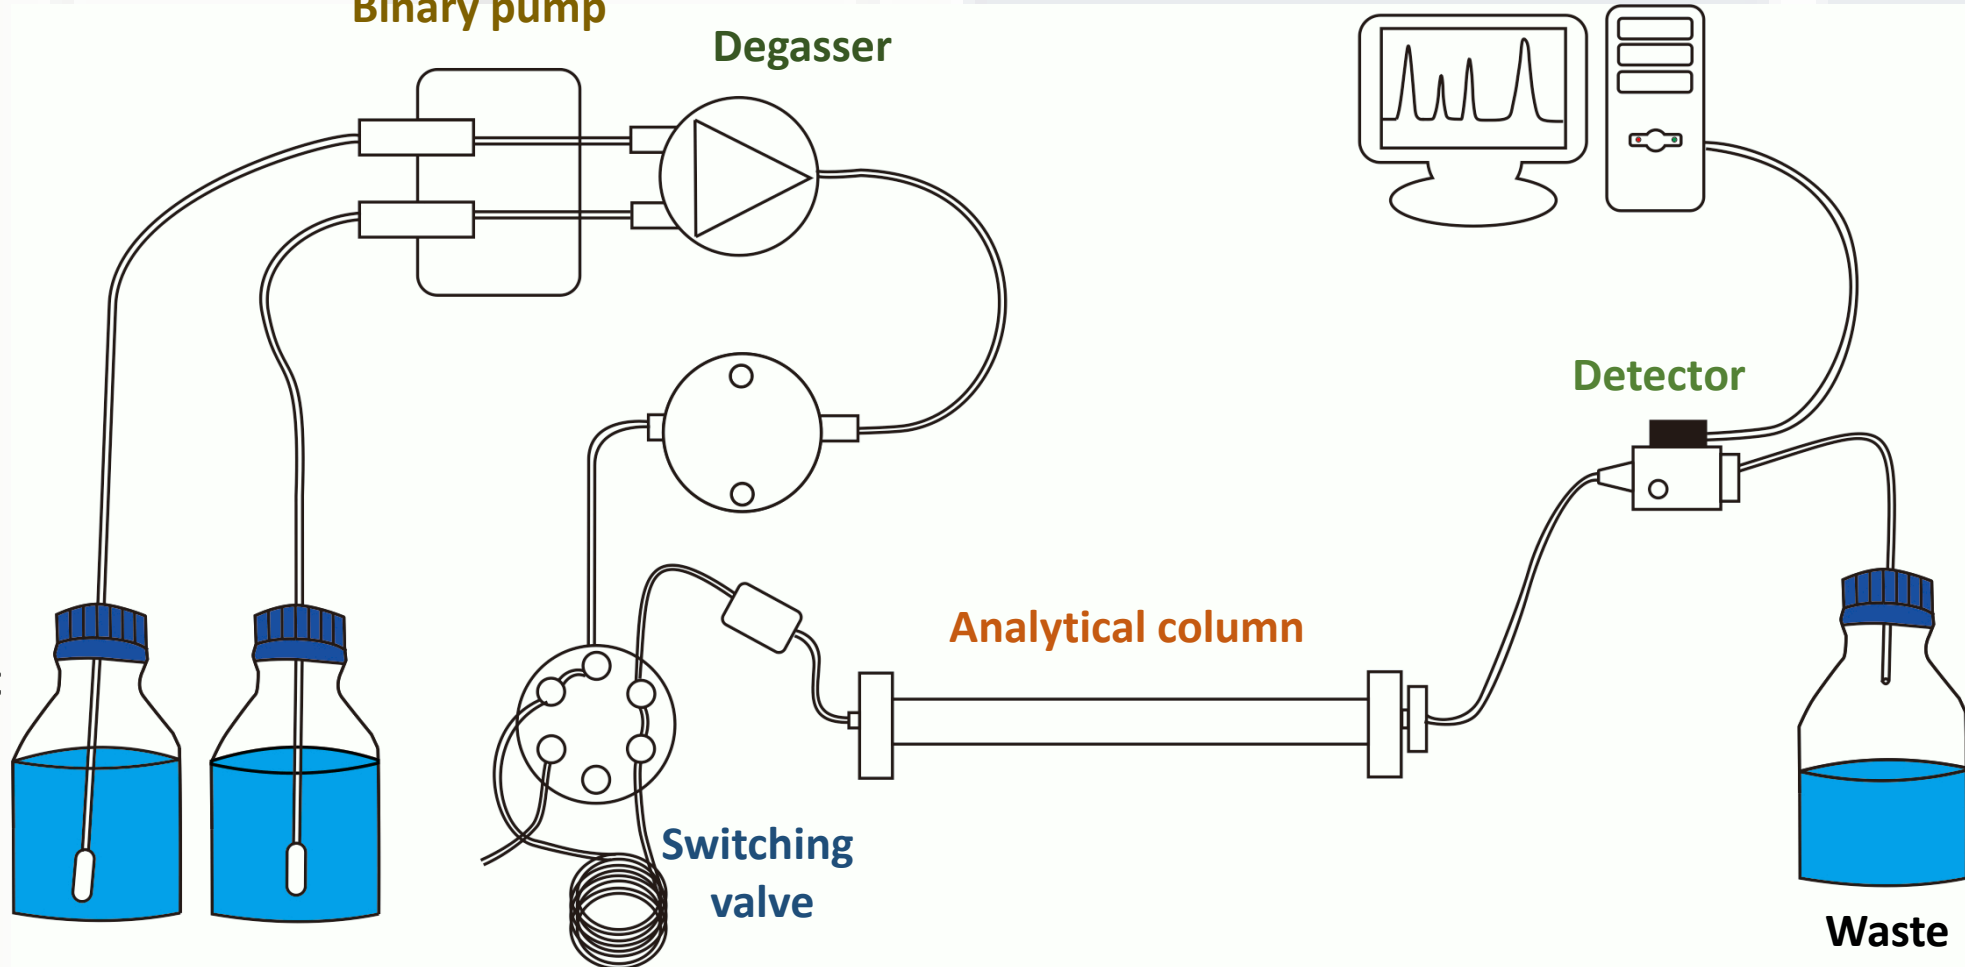 Binary pump
Degasser
Detector
Analytical column
Switching
valve
Waste